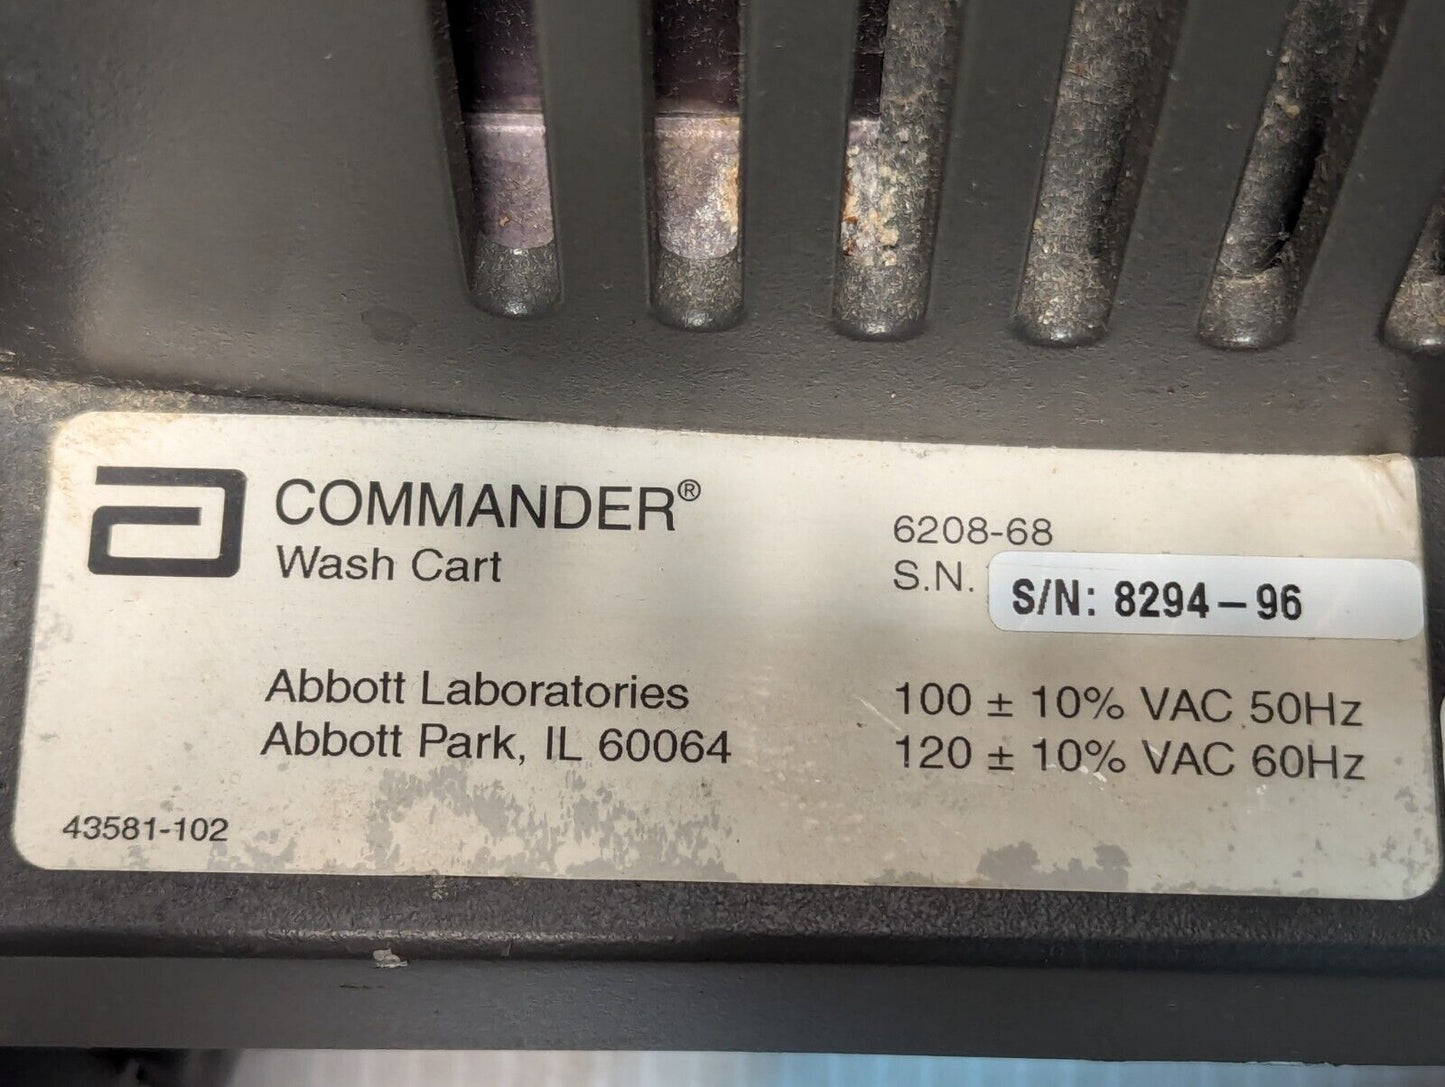 COMMANDER®
Wash Cart
6208-68
S.N.
S/N: 8294-96
Abbott Laboratories
Abbott Park, IL 60064
100 ± 10% VAC 50Hz
120 ± 10% VAC 60Hz
43581-102